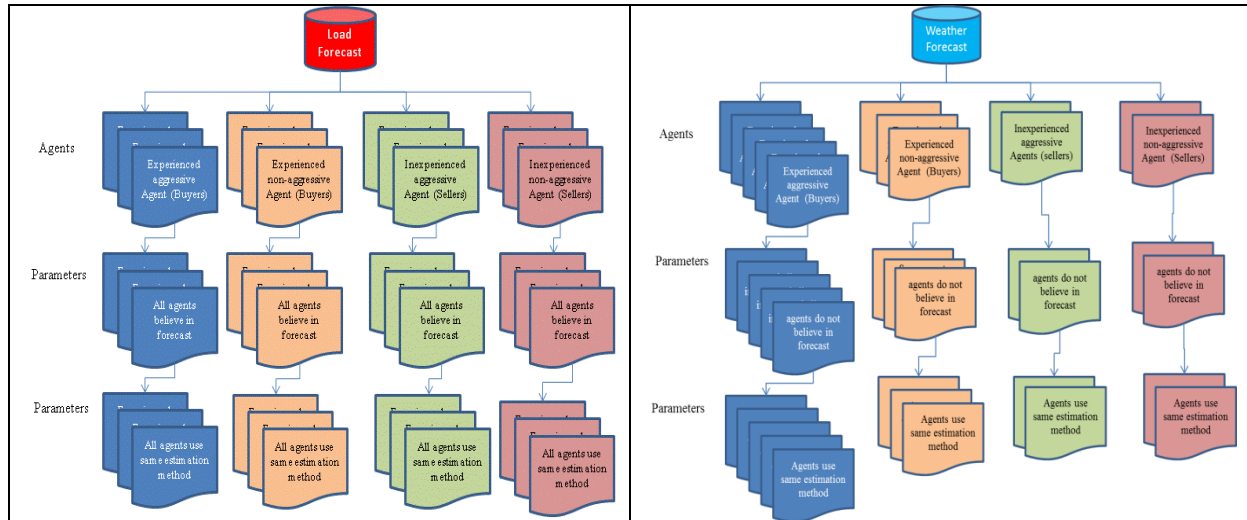 Load
Forecast
Agents
Experienced
aggressive
Agent (Buyers)
Experienced
non-aggressive
Agent (Buyers)
Inexperienced
aggressive
Agent (Sellers)
Inexperienced
non-aggressive
Agent (Sellers)
Parameters
All agents
believe in
forecast
All agents
believe in
forecast
All agents
believe in
forecast
All agents
believe in
forecast
Parameters
All agents use
same estimation
method
All agents use
same estimation
method
All agents use
same estimation
method
All agents use
same estimation
method
Weather
Forecast
Agents
Experienced
aggressive
Agent (Buyers)
Experienced
non-aggressive
Agent (Buyers)
Inexperienced
aggressive
Agents (sellers)
Inexperienced
non-aggressive
Agent (Sellers)
Parameters
agents do not
believe in
forecast
agents do not
believe in
forecast
agents do not
believe in
forecast
agents do not
believe in
forecast
Parameters
Agents use same
estimation
method
Agents use
same estimation
method
Agents use
same estimation
method
Agents use
same estimation
method